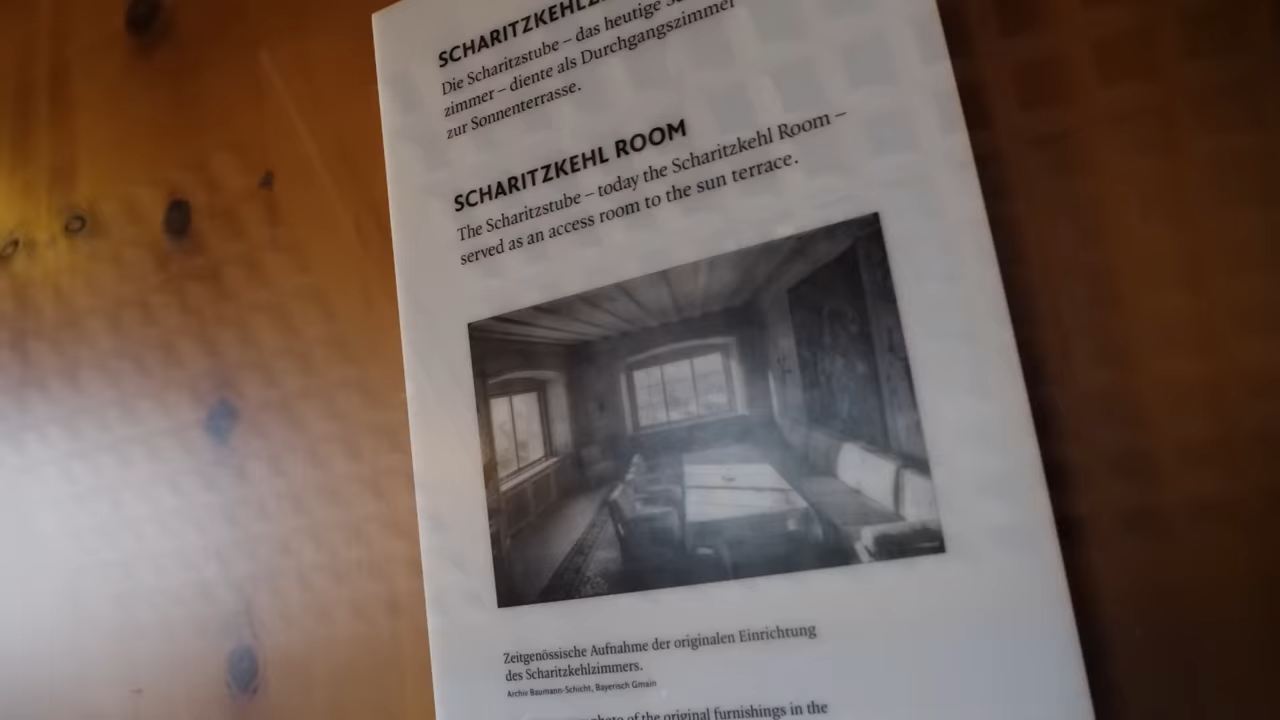 Die Scharitzstube – das heutige
zimmer – diente als Durchgangszimmer
zur Sonnenterrasse.
SCHARITZKEHL ROOM
The Scharitzstube – today the Scharitzkehl Room –
served as an access room to the sun terrace.
Zeitgenössische Aufnahme der originalen Einrichtung
des Scharitzkehlzimmers.
Archiv Baumann-Schicht, Bayerisch Gmain
photo of the original furnishings in the